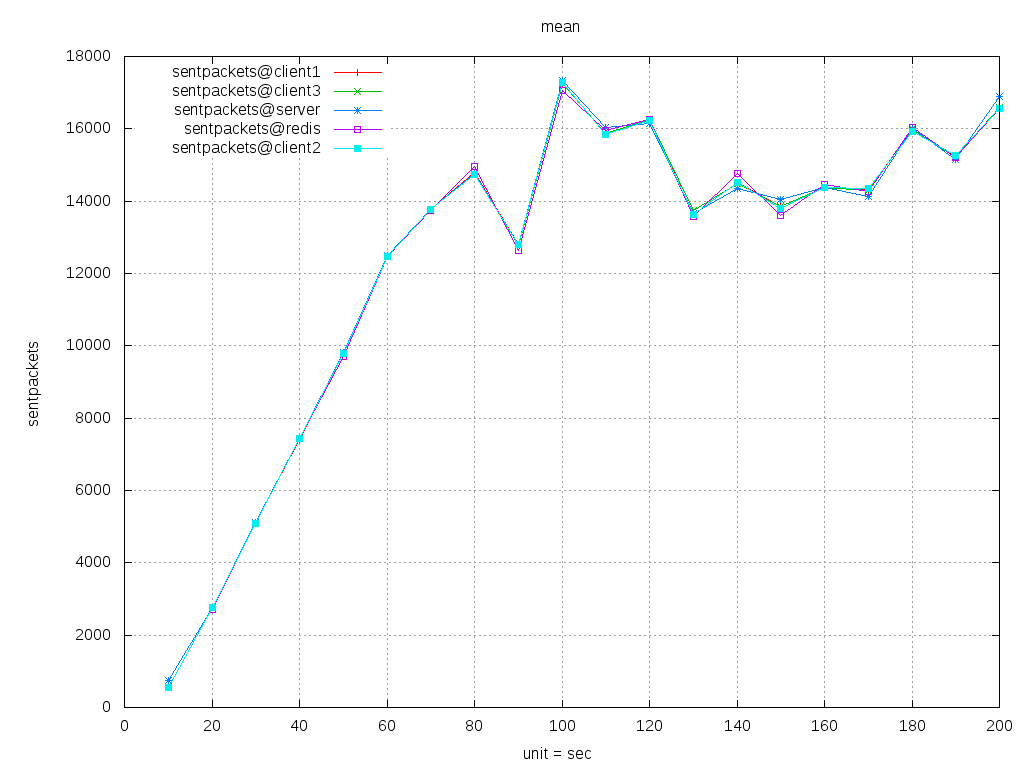 mean
18000
16000
14000
12000
10000
8000
6000
4000
2000
0
sentpackets
sentpackets@client1
sentpackets@client3
sentpackets@server
sentpackets@redis
sentpackets@client2
0 20 40 60 80 100 120 140 160 180 200
unit = sec